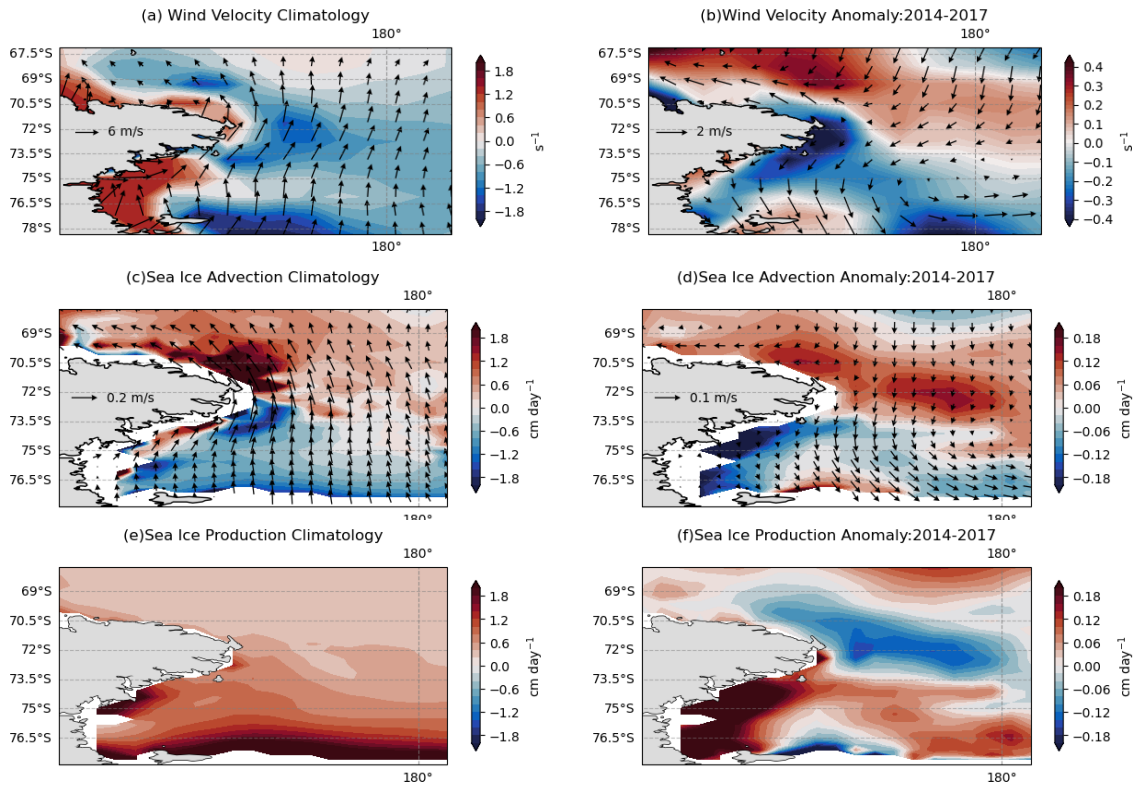 (a) Wind Velocity Climatology
(b)Wind Velocity Anomaly:2014-2017
180°
180°
67.5°S
69°S
70.5°S
72°S
73.5°S
75°S
76.5°S
78°S
6 m/s
180°
1.8
1.2
0.6
0.0
−0.6
−1.2
−1.8
s⁻¹
67.5°S
69°S
70.5°S
72°S
73.5°S
75°S
76.5°S
78°S
2 m/s
180°
0.4
0.3
0.2
0.1
0.0
−0.1
−0.2
−0.3
−0.4
s⁻¹
(c)Sea Ice Advection Climatology
(d)Sea Ice Advection Anomaly:2014-2017
180°
180°
69°S
70.5°S
72°S
73.5°S
75°S
76.5°S
0.2 m/s
180°
1.8
1.2
0.6
0.0
−0.6
−1.2
−1.8
cm day⁻¹
69°S
70.5°S
72°S
73.5°S
75°S
76.5°S
0.1 m/s
180°
0.18
0.12
0.06
0.00
−0.06
−0.12
−0.18
cm day⁻¹
(e)Sea Ice Production Climatology
(f)Sea Ice Production Anomaly:2014-2017
180°
180°
69°S
70.5°S
72°S
73.5°S
75°S
76.5°S
180°
1.8
1.2
0.6
0.0
−0.6
−1.2
−1.8
cm day⁻¹
69°S
70.5°S
72°S
73.5°S
75°S
76.5°S
180°
0.18
0.12
0.06
0.00
−0.06
−0.12
−0.18
cm day⁻¹